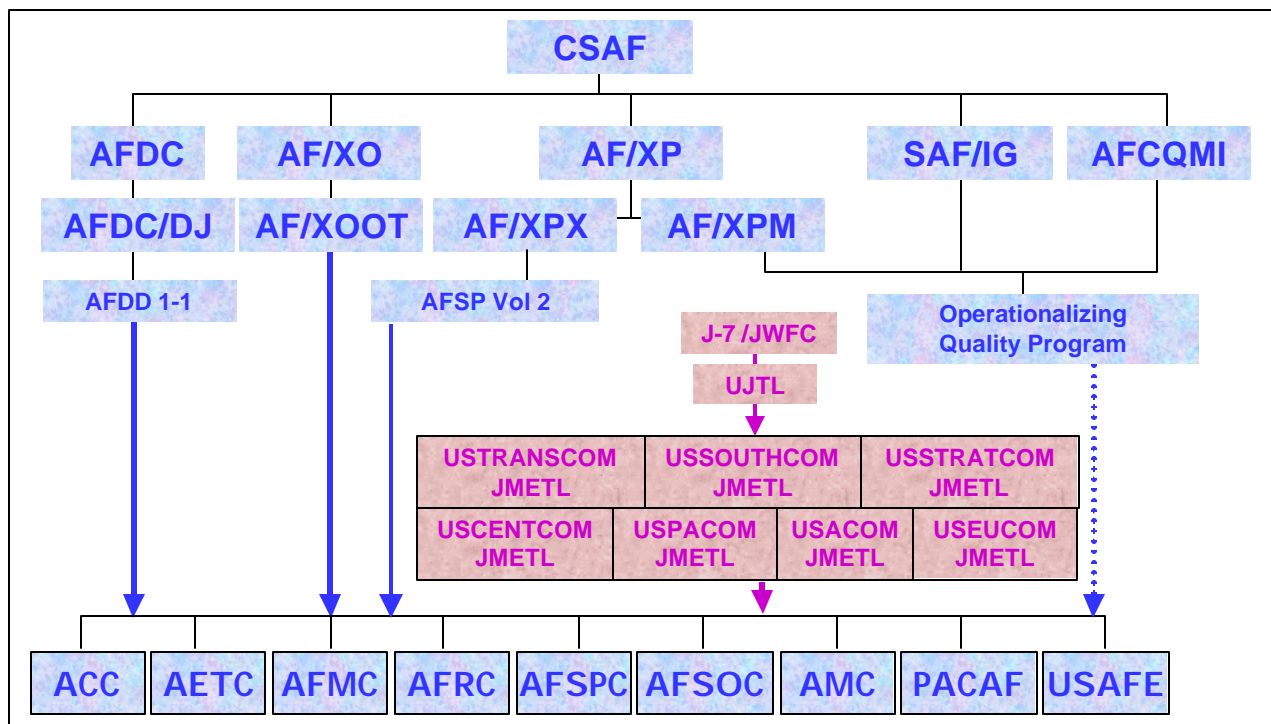 CSAF
AFDC
AF/XO
AF/XP
SAF/IG
AFCQMI
AFDC/DJ
AF/XOOT
AF/XPX
AF/XPM
AFDD 1-1
AFSP Vol 2
Operationalizing
Quality Program
J-7 /JWFC
UJTL
USTRANSCOM
JMETL
USSOUTHCOM
JMETL
USSTRATCOM
JMETL
USCENTCOM
JMETL
USPACOM
JMETL
USACOM
JMETL
USEUCOM
JMETL
ACC
AETC
AFMC
AFRC
AFSPC
AFSOC
AMC
PACAF
USAFE